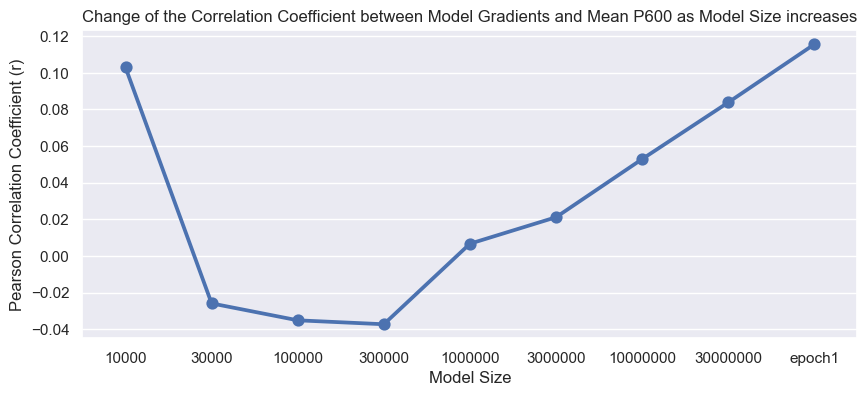 Change of the Correlation Coefficient between Model Gradients and Mean P600 as Model Size increases
Pearson Correlation Coefficient (r)
0.12
0.10
0.08
0.06
0.04
0.02
0.00
−0.02
−0.04
10000 30000 100000 300000 1000000 3000000 10000000 30000000 epoch1
Model Size